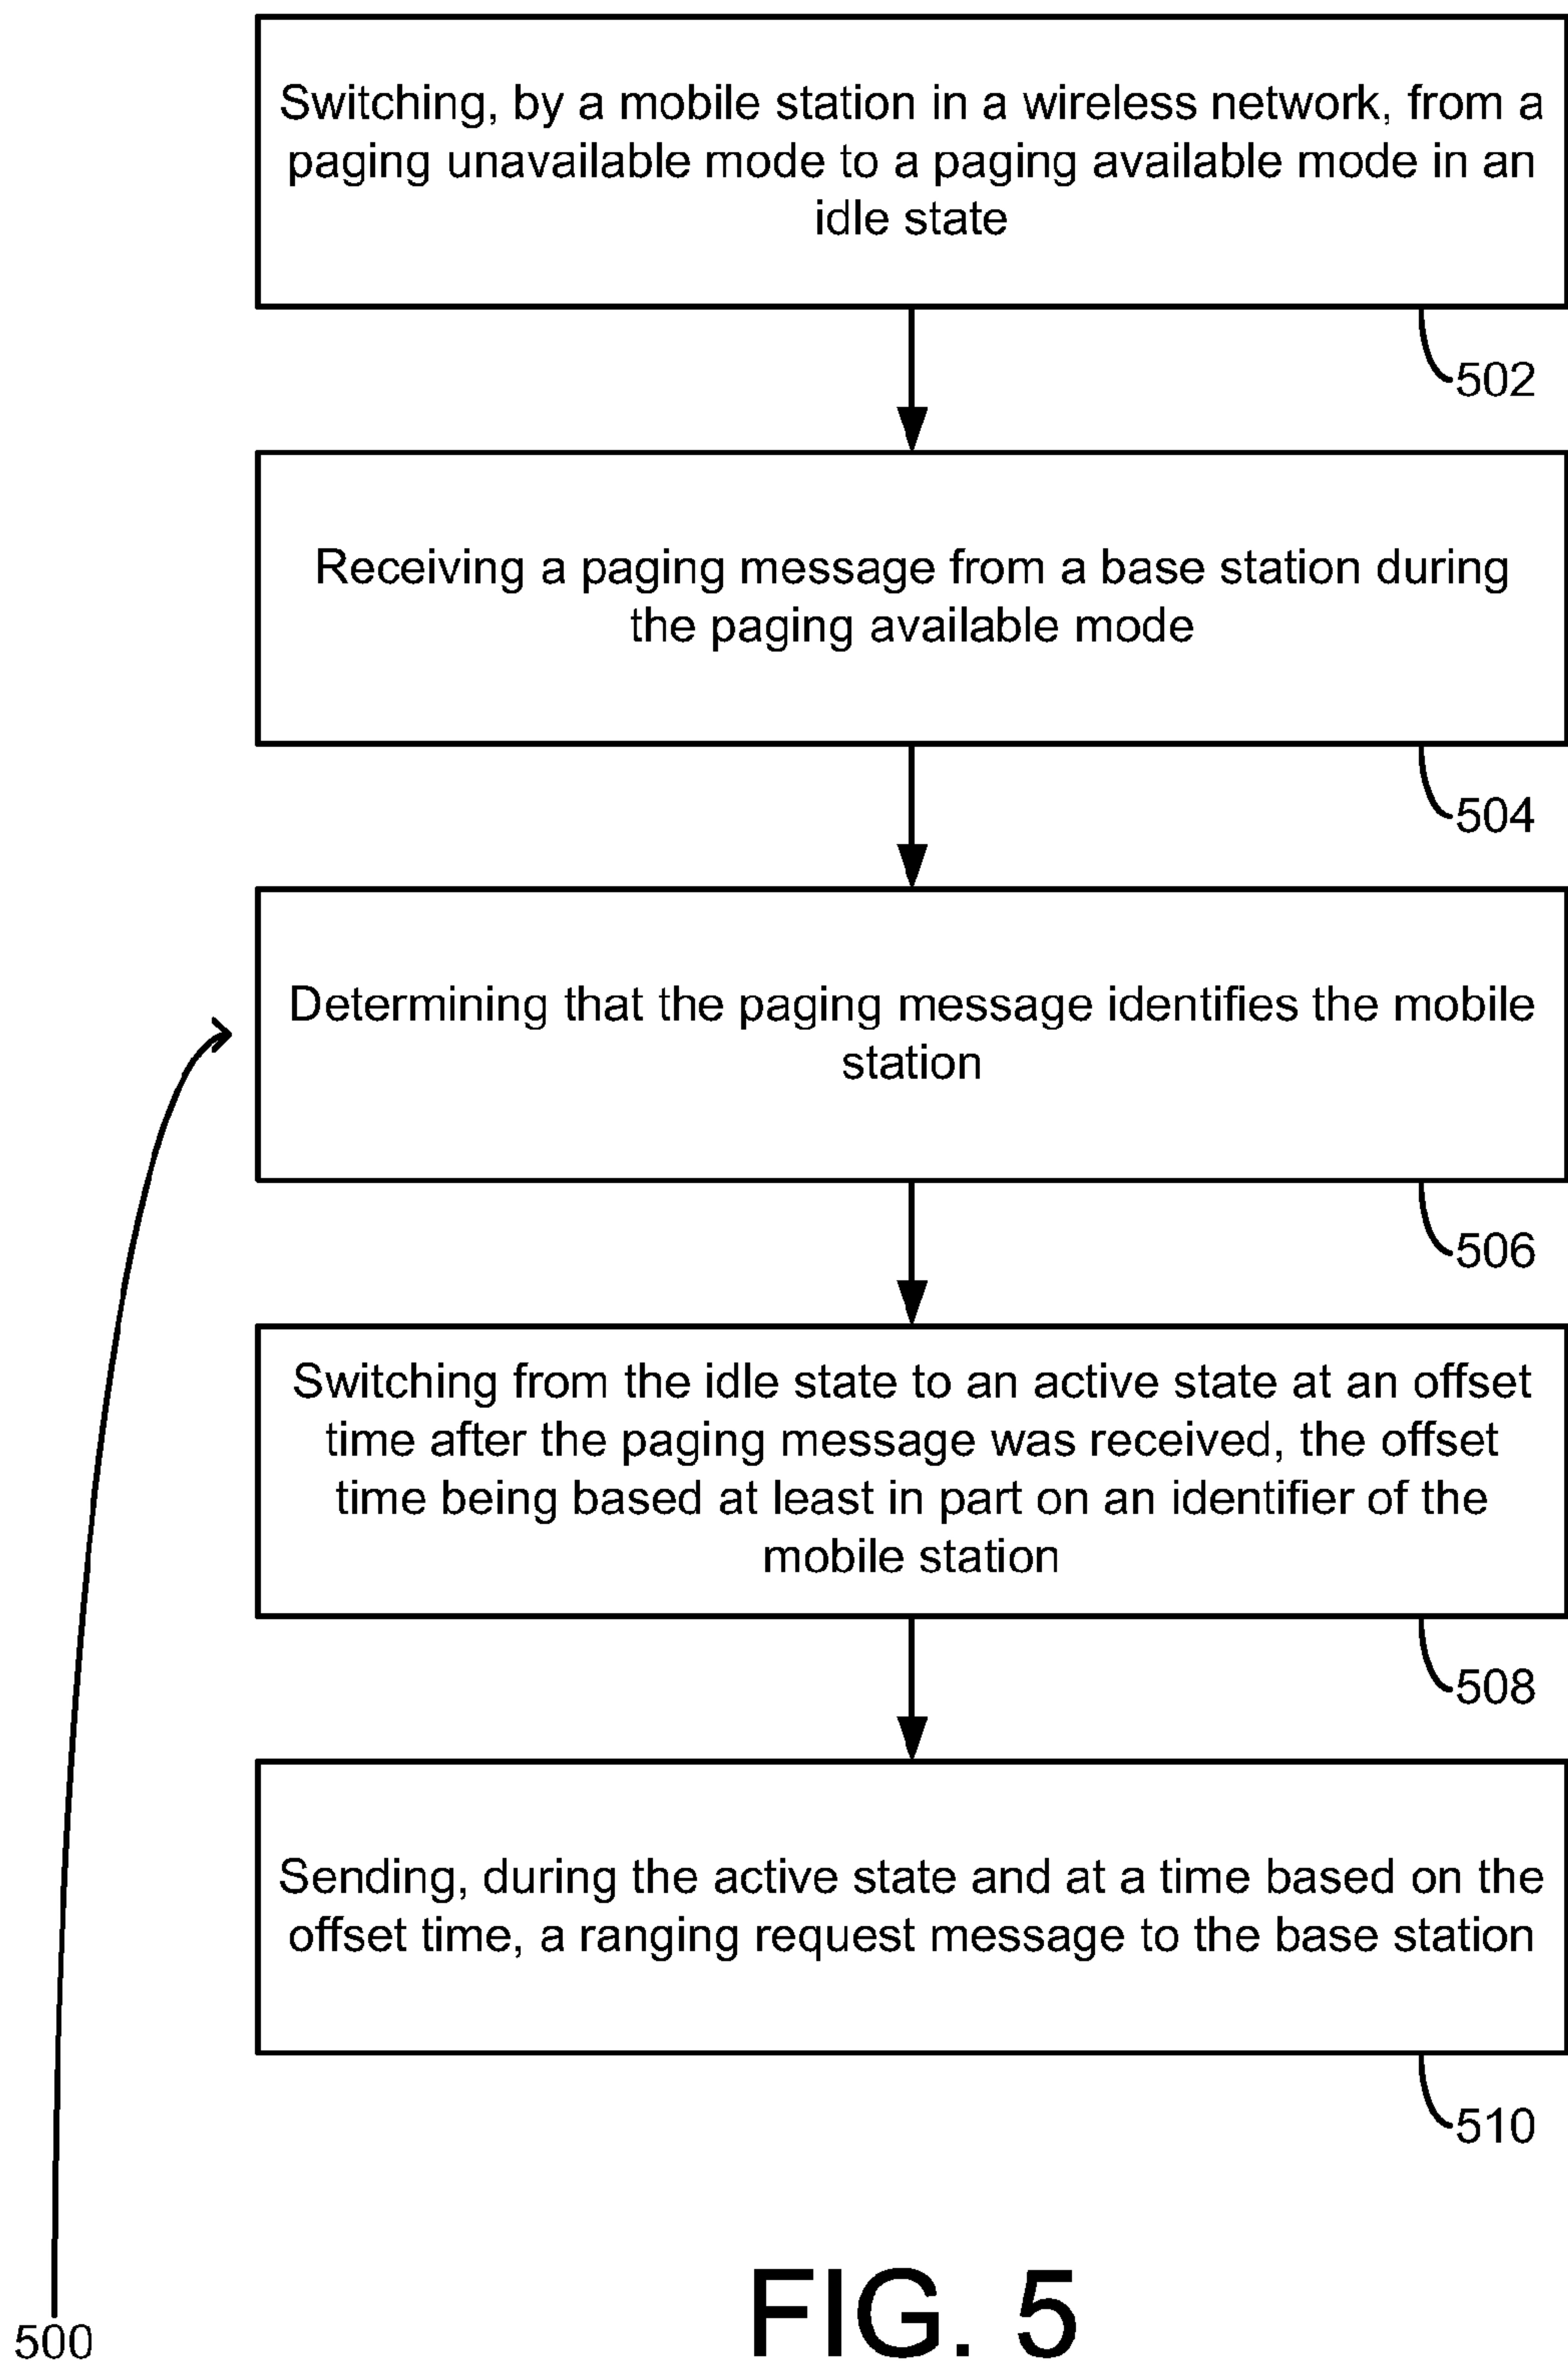 Switching, by a mobile station in a wireless network, from a
paging unavailable mode to a paging available mode in an
idle state
502
Receiving a paging message from a base station during
the paging available mode
504
Determining that the paging message identifies the mobile
station
506
Switching from the idle state to an active state at an offset
time after the paging message was received, the offset
time being based at least in part on an identifier of the
mobile station
508
Sending, during the active state and at a time based on the
offset time, a ranging request message to the base station
510
500
FIG. 5